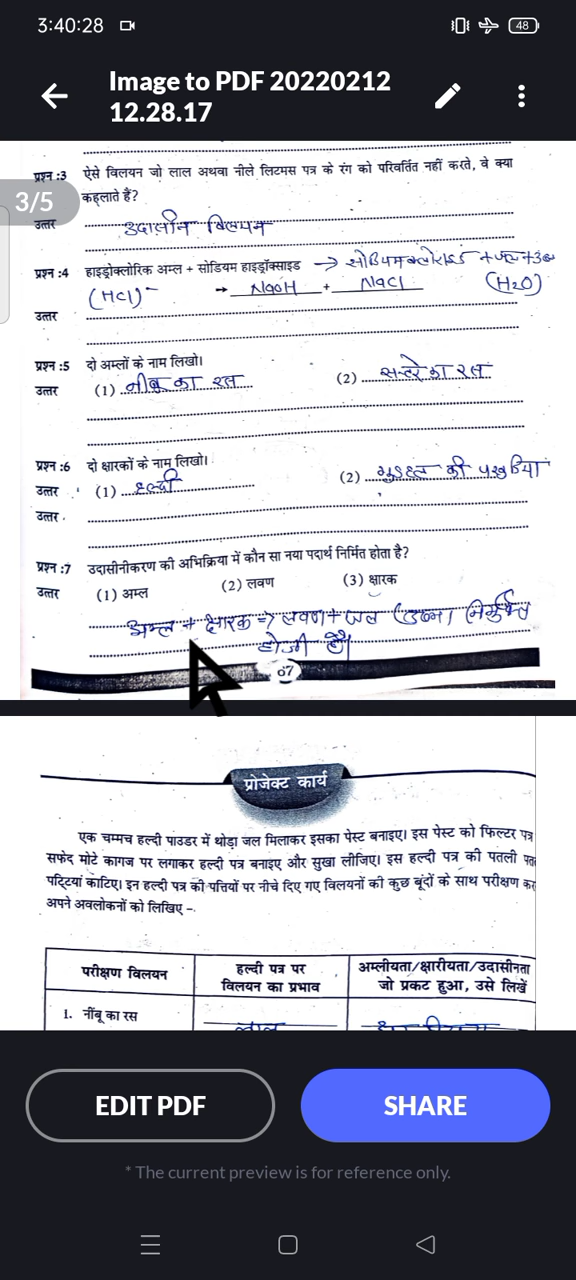 3:40:28
48
Image to PDF 20220212
12.28.17
3/5
प्रश्न :3 ऐसे विलयन जो लाल अथवा नीले लिटमस पत्र के रंग को परिवर्तित नहीं करते, वे क्या
कहलाते हैं?
उत्तर उदासीन विलयन
प्रश्न :4 हाइड्रोक्लोरिक अम्ल + सोडियम हाइड्रॉक्साइड → सोडियमक्लोराइड + जल +
(HCl) → NaOH + NaCl (H2O)
उत्तर
प्रश्न :5 दो अम्लों के नाम लिखो।
उत्तर (1) नीबू का रस (2) सन्तरे का रस
प्रश्न :6 दो क्षारकों के नाम लिखो।
उत्तर (1) हल्दी (2) गुड़हल की
उत्तर
प्रश्न :7 उदासीनीकरण की अभिक्रिया में कौन सा नया पदार्थ निर्मित होता है?
उत्तर (1) अम्ल (2) लवण (3) क्षारक
अम्ल + क्षारक => लवण + जल
होती है।
67
प्रोजेक्ट कार्य
एक चम्मच हल्दी पाउडर में थोड़ा जल मिलाकर इसका पेस्ट बनाइए। इस पेस्ट को फिल्टर पत्र
सफेद मोटे कागज पर लगाकर हल्दी पत्र बनाइए और सुखा लीजिए। इस हल्दी पत्र की पतली
पट्टियां काटिए। इन हल्दी पत्र की पत्तियों पर नीचे दिए गए विलयनों की कुछ बूंदों के साथ परीक्षण
अपने अवलोकनों को लिखिए –
परीक्षण विलयन हल्दी पत्र पर अम्लीयता/क्षारीयता/उदासीनता
विलयन का प्रभाव जो प्रकट हुआ, उसे लिखें
1. नींबू का रस
EDIT PDF SHARE
* The current preview is for reference only.